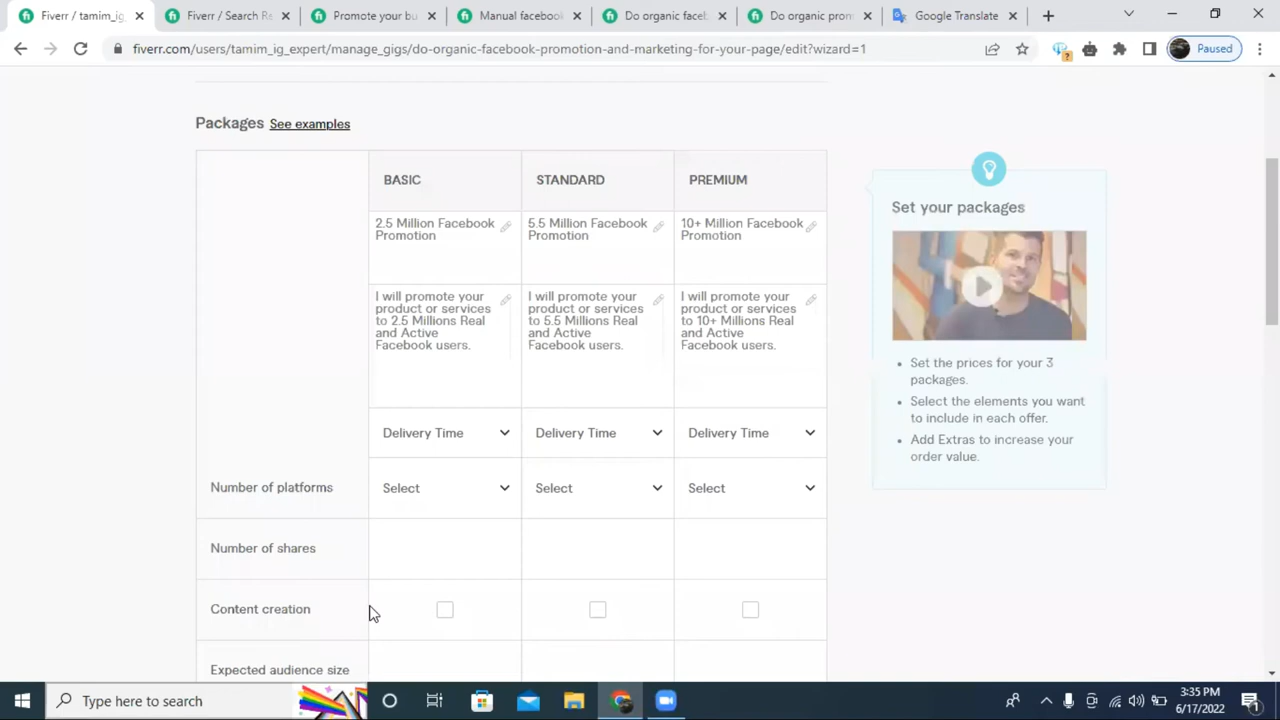 Fiverr / tamim_ig
Fiverr / Search Re
Promote your bu
Manual facebook
Do organic faceb
Do organic prom
Google Translate
fiverr.com/users/tamim_ig_expert/manage_gigs/do-organic-facebook-promotion-and-marketing-for-your-page/edit?wizard=1
Paused
Packages See examples
BASIC
STANDARD
PREMIUM
2.5 Million Facebook
Promotion
5.5 Million Facebook
Promotion
10+ Million Facebook
Promotion
I will promote your
product or services
to 2.5 Millions Real
and Active
Facebook users.
I will promote your
product or services
to 5.5 Millions Real
and Active
Facebook users.
I will promote your
product or services
to 10+ Millions Real
and Active
Facebook users.
Delivery Time
Delivery Time
Delivery Time
Number of platforms
Select
Select
Select
Number of shares
Content creation
Expected audience size
Set your packages
Set the prices for your 3
packages.
Select the elements you want
to include in each offer.
Add Extras to increase your
order value.
Type here to search
3:35 PM
6/17/2022
1